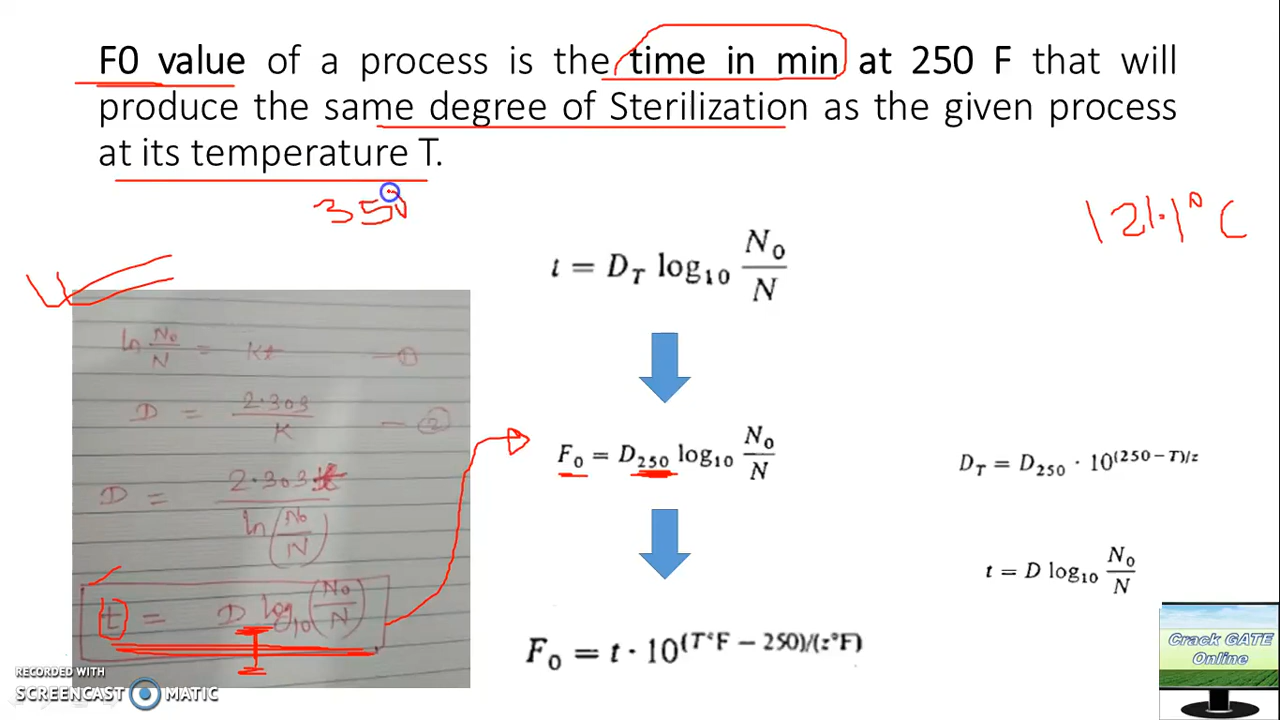 F0 value of a process is the time in min at 250 F that will
produce the same degree of Sterilization as the given process
at its temperature T.
350
121.1° C
t = D_T log₁₀ N₀/N
ln N₀/N = Kt — ①
D = 2.303/K — ②
F₀ = D₂₅₀ log₁₀ N₀/N
D_T = D₂₅₀ · 10^(250−T)/z
D = 2.303 t/ln(N₀/N)
t = D log₁₀ N₀/N
t = D log₁₀ (N₀/N)
F₀ = t · 10^(T°F − 250)/(z°F)
Crack GATE
Online
RECORDED WITH
SCREENCAST MATIC